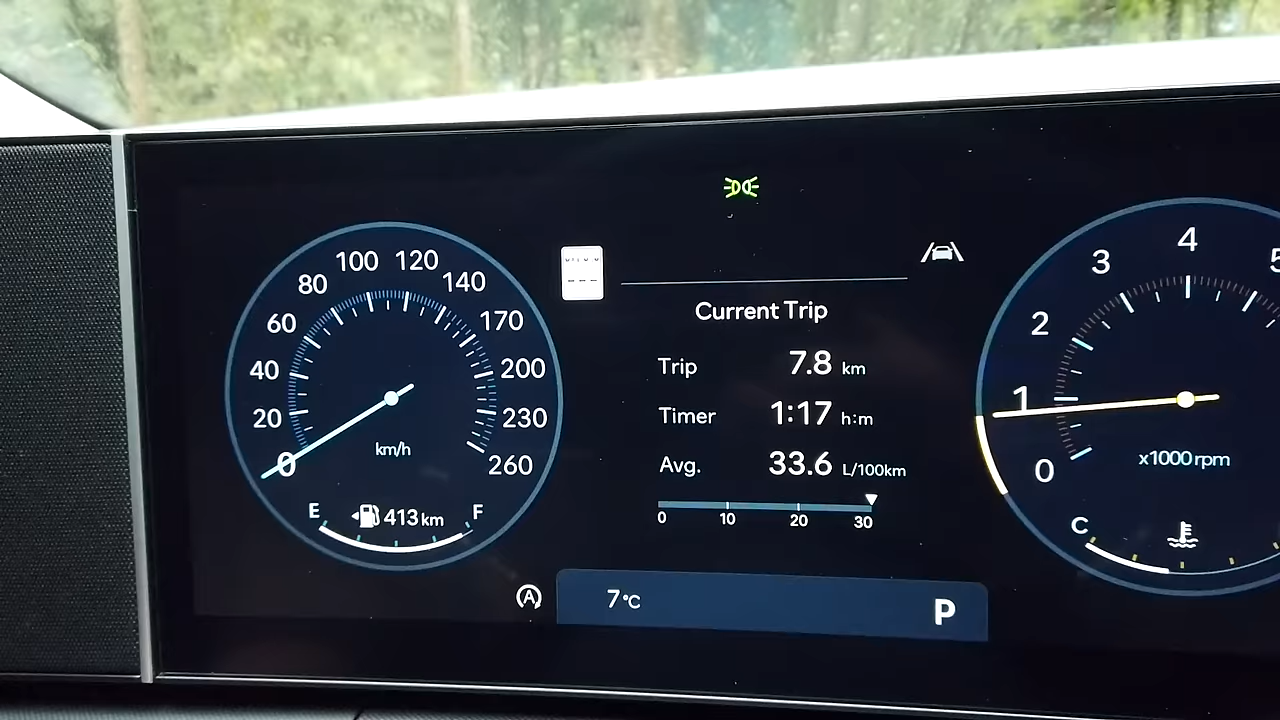 100 120
80 140
60 170
40 200
20 230
0 260
km/h
E 413 km F
Current Trip
Trip 7.8 km
Timer 1:17 h:m
Avg. 33.6 L/100km
0 10 20 30
A 7°C P
4
3 5
2
1
0
x1000 rpm
C